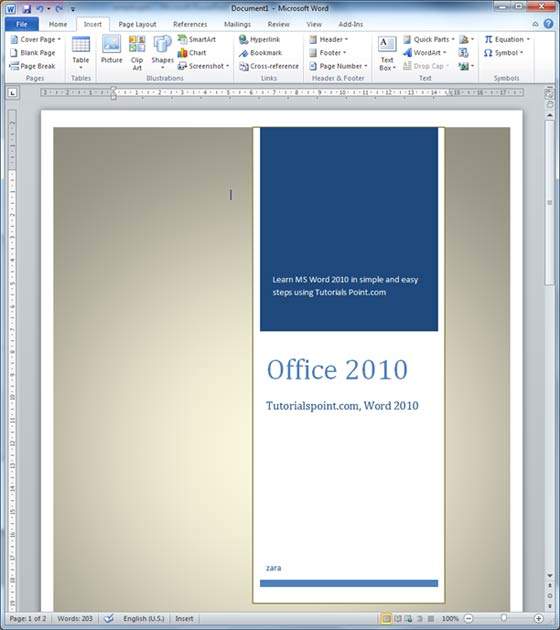 Document1 - Microsoft Word
File Home Insert Page Layout References Mailings Review View Add-Ins
Cover Page
Blank Page
Page Break
Pages
Table
Tables
Picture
Clip Art
Shapes
SmartArt
Chart
Screenshot
Illustrations
Hyperlink
Bookmark
Cross-reference
Links
Header
Footer
Page Number
Header & Footer
Text Box
Quick Parts
WordArt
Drop Cap
Text
Equation
Symbol
Symbols
Learn MS Word 2010 in simple and easy
steps using Tutorials Point.com
Office 2010
Tutorialspoint.com, Word 2010
zara
Page: 1 of 2 Words: 203 English (U.S.) Insert 100%